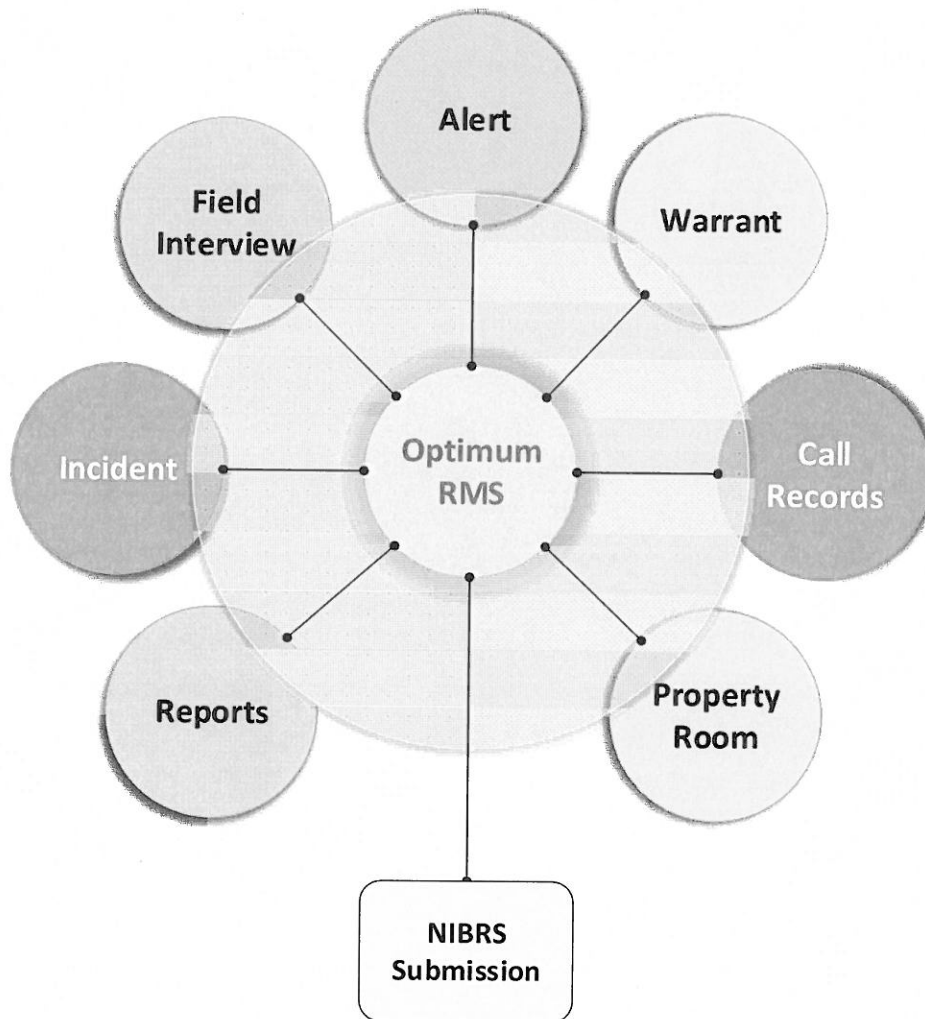 Alert
Field
Interview
Warrant
Incident
Optimum
RMS
Call
Records
Reports
Property
Room
NIBRS
Submission